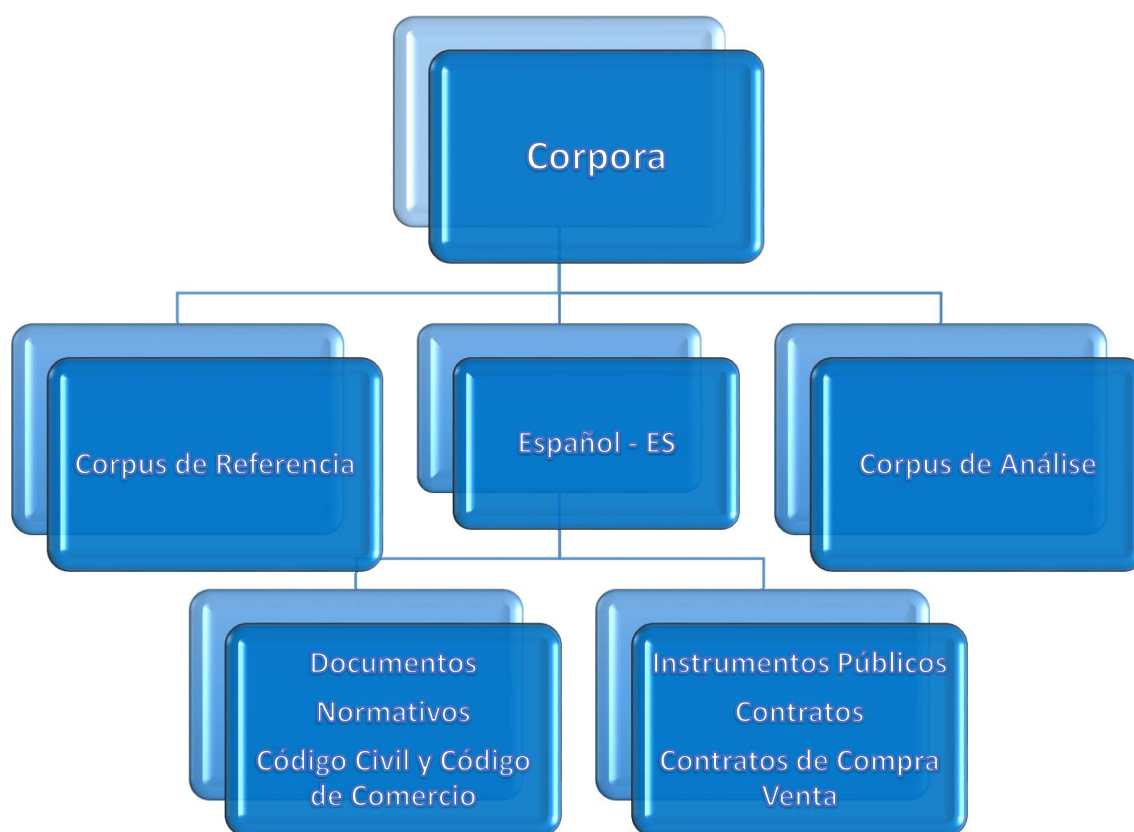 Corpora
Corpus de Referencia
Español - ES
Corpus de Análise
Documentos
Normativos
Código Civil y Código
de Comercio
Instrumentos Públicos
Contratos
Contratos de Compra
Venta